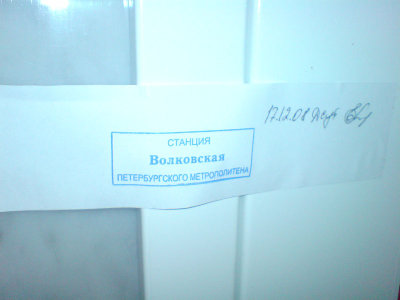 СТАНЦИЯ
Волковская
ПЕТЕРБУРГСКОГО МЕТРОПОЛИТЕНА
17.12.08